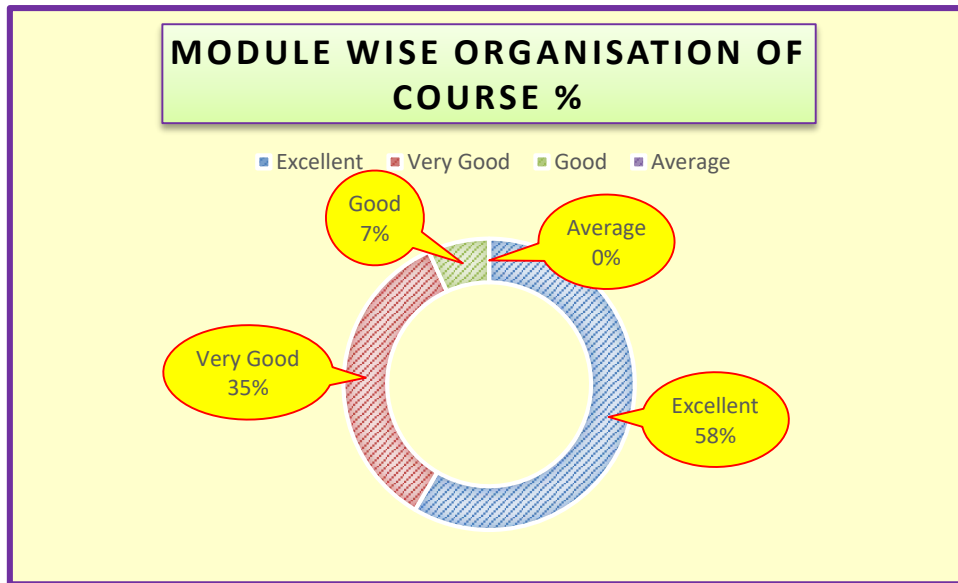 MODULE WISE ORGANISATION OF
COURSE %
Excellent Very Good Good Average
Good
7%
Average
0%
Very Good
35%
Excellent
58%